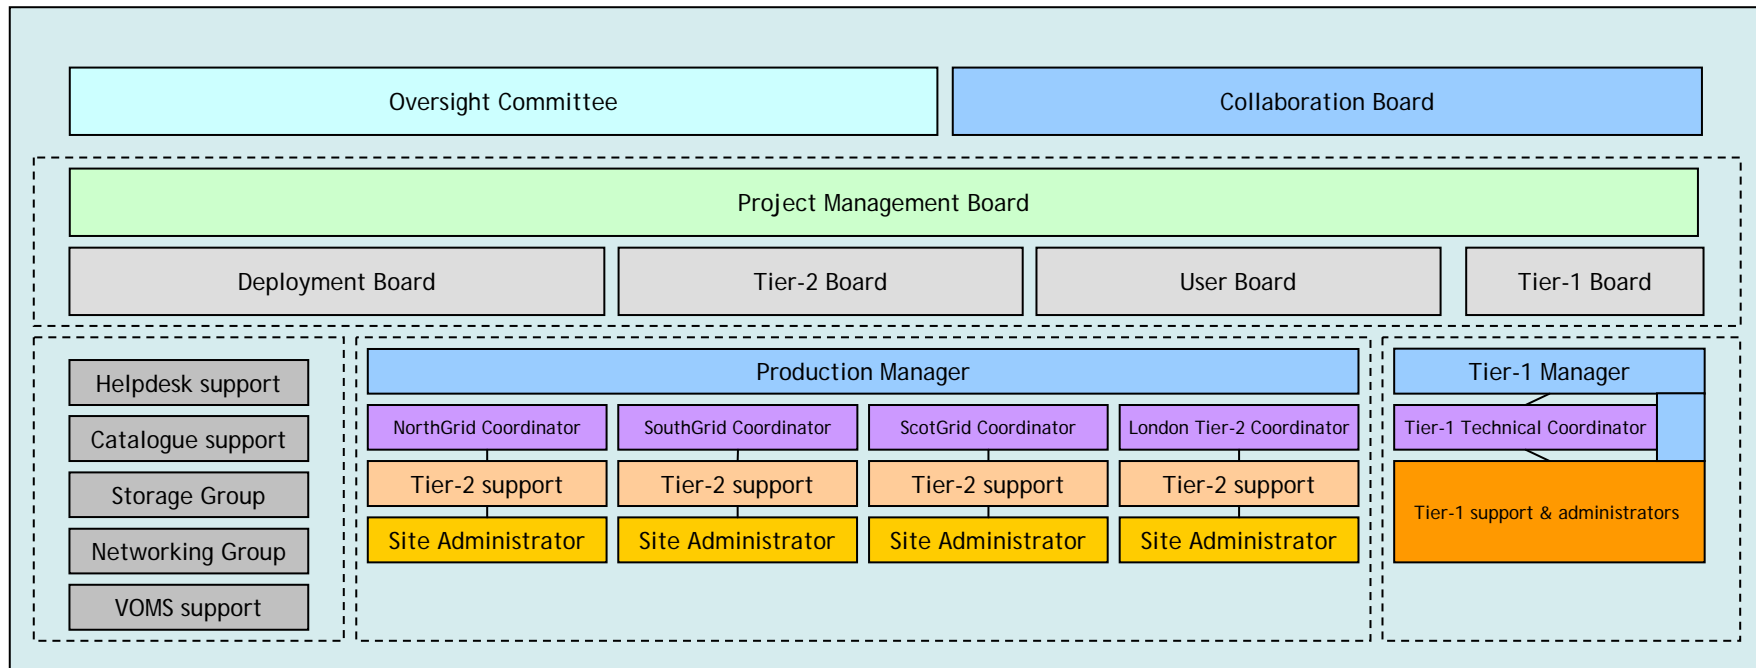 Oversight Committee
Collaboration Board
Project Management Board
Deployment Board
Tier-2 Board
User Board
Tier-1 Board
Helpdesk support
Catalogue support
Storage Group
Networking Group
VOMS support
Production Manager
NorthGrid Coordinator
SouthGrid Coordinator
ScotGrid Coordinator
London Tier-2 Coordinator
Tier-2 support
Tier-2 support
Tier-2 support
Tier-2 support
Site Administrator
Site Administrator
Site Administrator
Site Administrator
Tier-1 Manager
Tier-1 Technical Coordinator
Tier-1 support & administrators